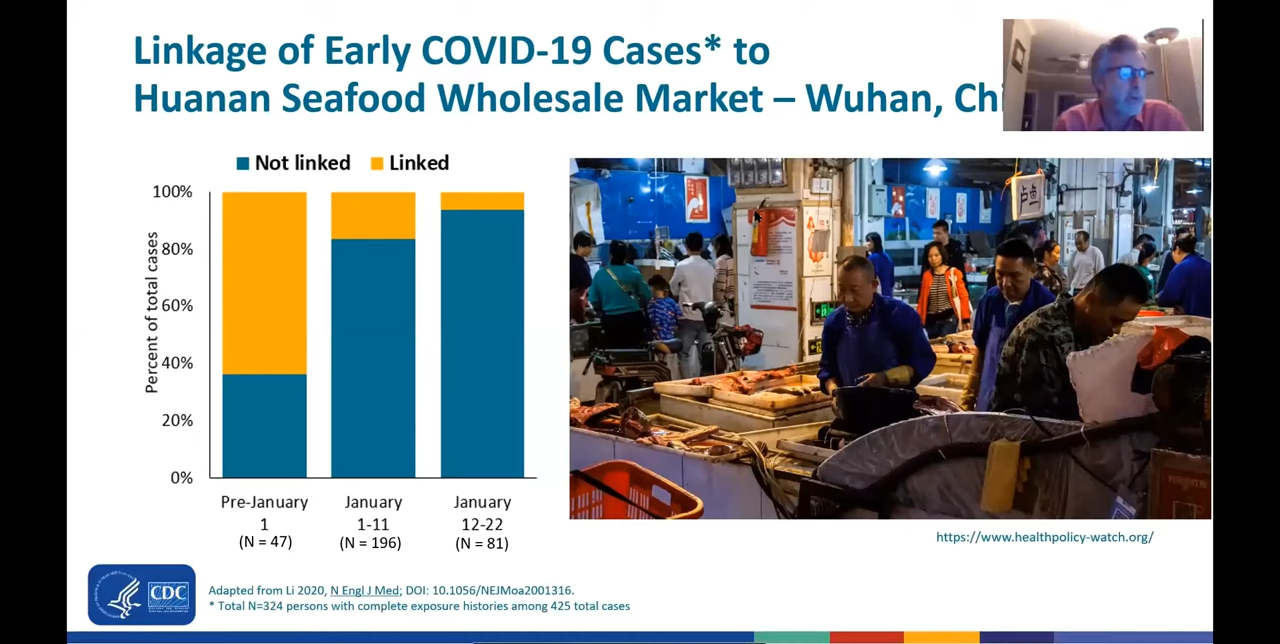 Linkage of Early COVID-19 Cases* to
Huanan Seafood Wholesale Market – Wuhan, Chi
Not linked
Linked
100%
80%
60%
40%
20%
0%
Percent of total cases
Pre-January
1
(N = 47)
January
1-11
(N = 196)
January
12-22
(N = 81)
https://www.healthpolicy-watch.org/
CDC
Adapted from Li 2020, N Engl J Med; DOI: 10.1056/NEJMoa2001316.
* Total N=324 persons with complete exposure histories among 425 total cases